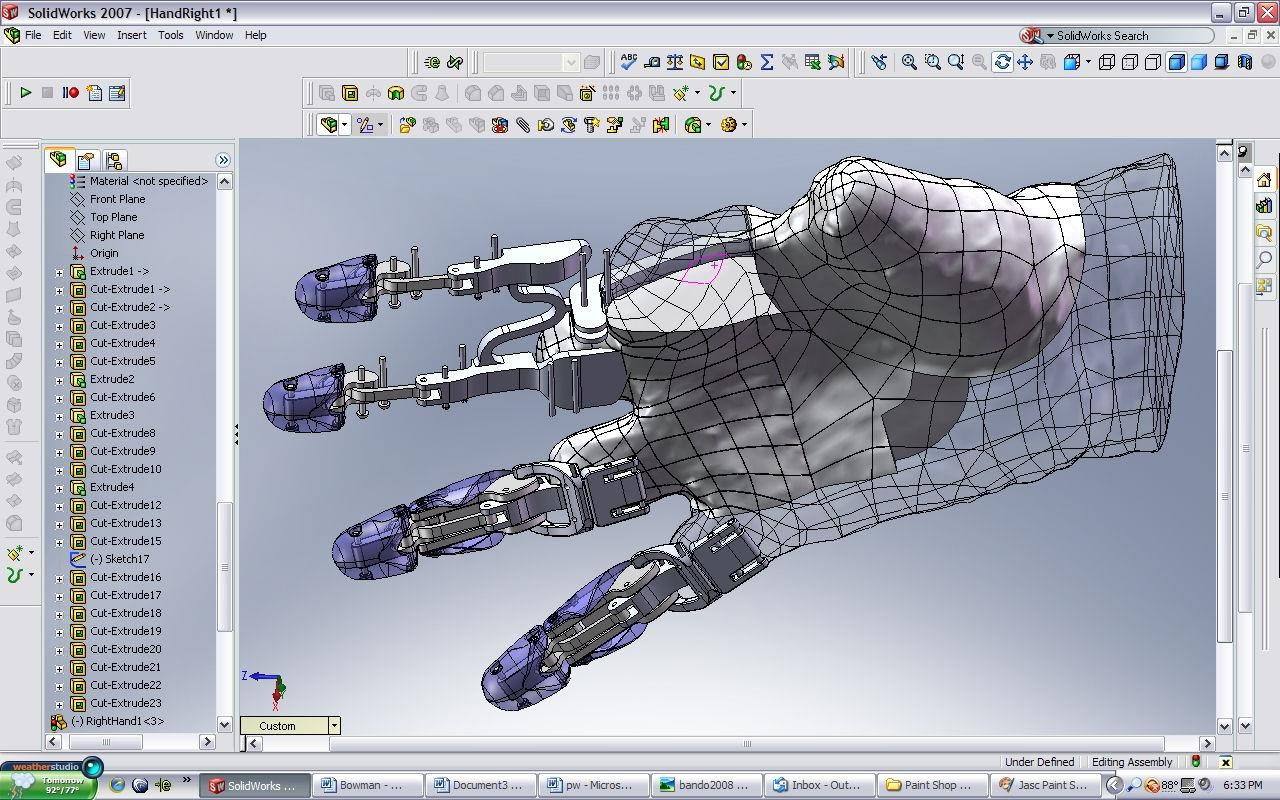 SolidWorks 2007 - [HandRight1 *]
File Edit View Insert Tools Window Help
SolidWorks Search
ABC
Material <not specified>
Front Plane
Top Plane
Right Plane
Origin
Extrude1 ->
Cut-Extrude1 ->
Cut-Extrude2 ->
Cut-Extrude3
Cut-Extrude4
Cut-Extrude5
Extrude2
Cut-Extrude6
Extrude3
Cut-Extrude8
Cut-Extrude9
Cut-Extrude10
Extrude4
Cut-Extrude12
Cut-Extrude13
Cut-Extrude15
(-) Sketch17
Cut-Extrude16
Cut-Extrude17
Cut-Extrude18
Cut-Extrude19
Cut-Extrude20
Cut-Extrude21
Cut-Extrude22
Cut-Extrude23
(-) RightHand1<3>
Z
X
Custom
Under Defined Editing Assembly
weatherstudio
Tomorrow
92°/77°
SolidWorks ... Bowman - ... Document3 ... pw - Micros... bando2008 ... Inbox - Out... Paint Shop ... Jasc Paint S... 88° 6:33 PM